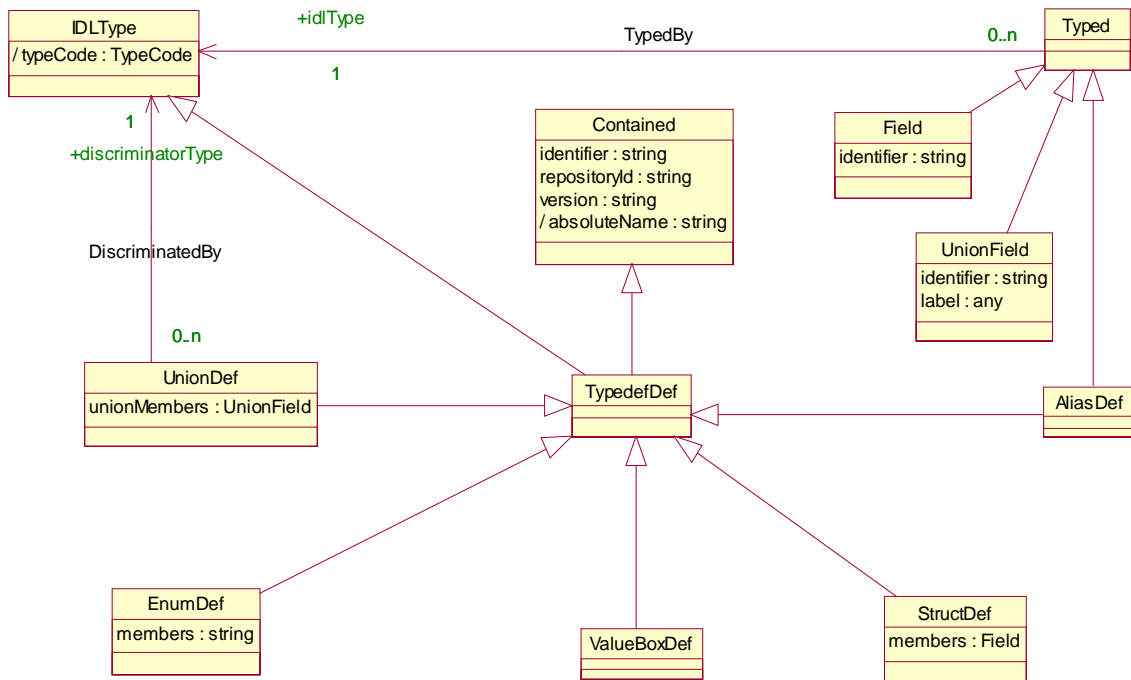 IDLType
/ typeCode : TypeCode
+idlType
TypedBy
0..n
1
Typed
1
+discriminatorType
Contained
identifier : string
repositoryId : string
version : string
/ absoluteName : string
Field
identifier : string
DiscriminatedBy
UnionField
identifier : string
label : any
0..n
UnionDef
unionMembers : UnionField
TypedefDef
AliasDef
EnumDef
members : string
ValueBoxDef
StructDef
members : Field